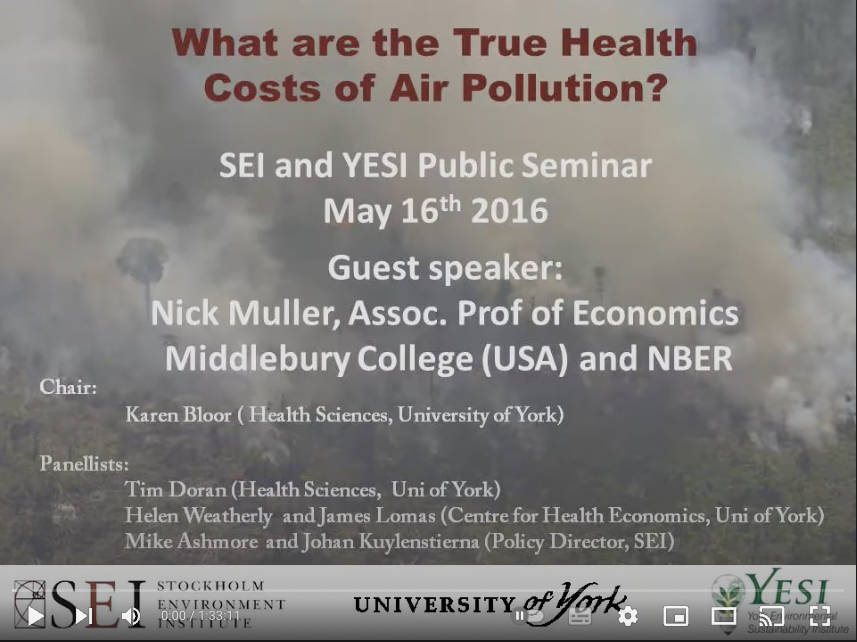 What are the True Health
Costs of Air Pollution?
SEI and YESI Public Seminar
May 16th 2016
Guest speaker:
Nick Muller, Assoc. Prof of Economics
Middlebury College (USA) and NBER
Chair:
Karen Bloor ( Health Sciences, University of York)
Panellists:
Tim Doran (Health Sciences, Uni of York)
Helen Weatherly and James Lomas (Centre for Health Economics, Uni of York)
Mike Ashmore and Johan Kuylenstierna (Policy Director, SEI)
SEI
STOCKHOLM
ENVIRONMENT
INSTITUTE
0:00 / 1:33:11
UNIVERSITY of York
YESI
York Environmental
Sustainability Institute